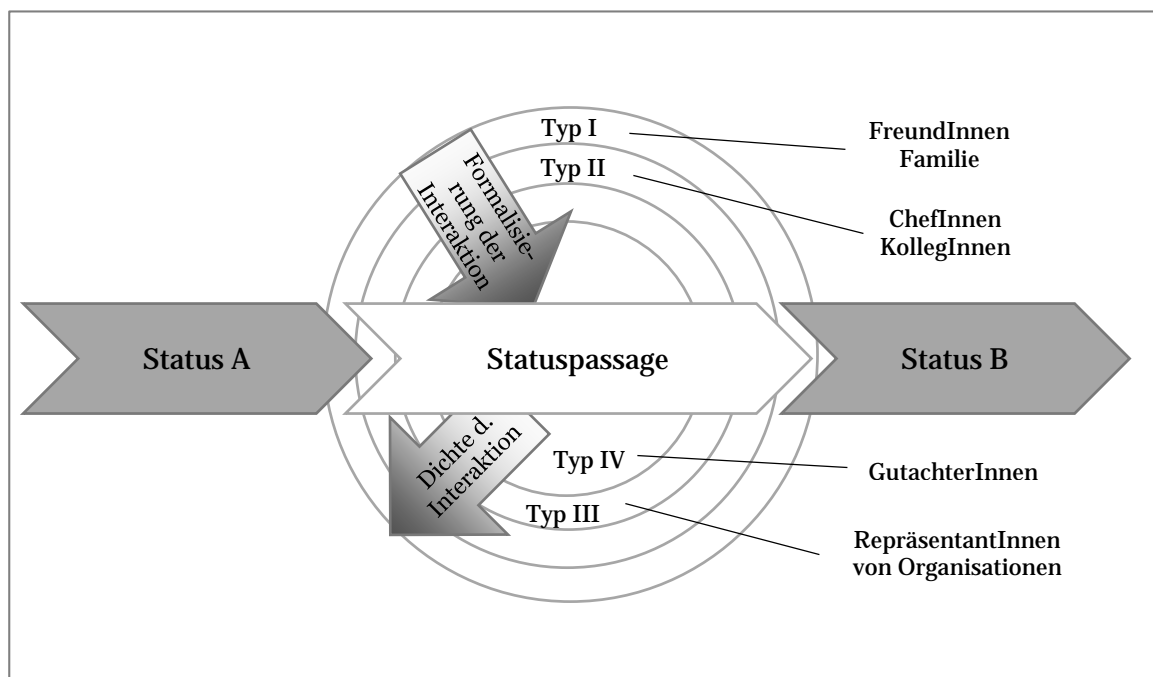 Typ I
FreundInnen
Familie
Typ II
Formalisie-
rung der
Interaktion
ChefInnen
KollegInnen
Status A
Statuspassage
Status B
Dichte d.
Interaktion
Typ IV
GutachterInnen
Typ III
RepräsentantInnen
von Organisationen